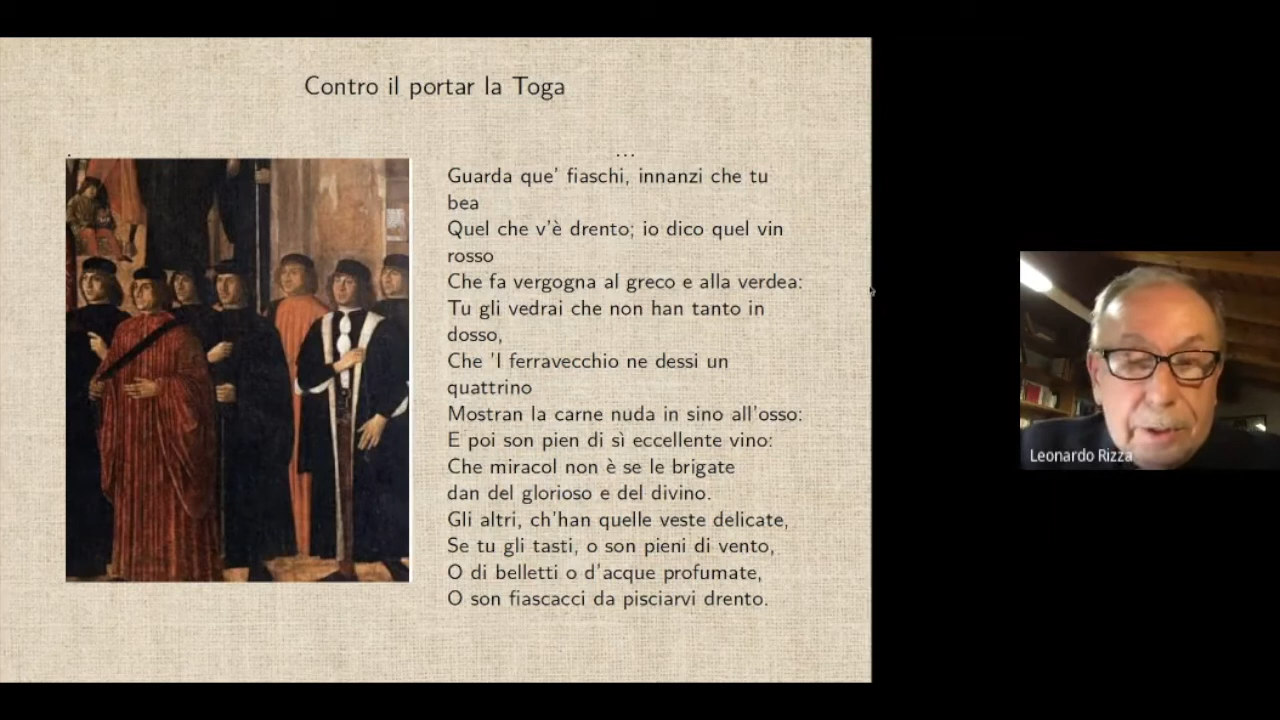 Contro il portar la Toga
.
...
Guarda que' fiaschi, innanzi che tu
bea
Quel che v'è drento; io dico quel vin
rosso
Che fa vergogna al greco e alla verdea:
Tu gli vedrai che non han tanto in
dosso,
Che 'l ferravecchio ne dessi un
quattrino
Mostran la carne nuda in sino all'osso:
E poi son pien di sì eccellente vino:
Che miracol non è se le brigate
dan del glorioso e del divino.
Gli altri, ch'han quelle veste delicate,
Se tu gli tasti, o son pieni di vento,
O di belletti o d'acque profumate,
O son fiascacci da pisciarvi drento.
Leonardo Rizza